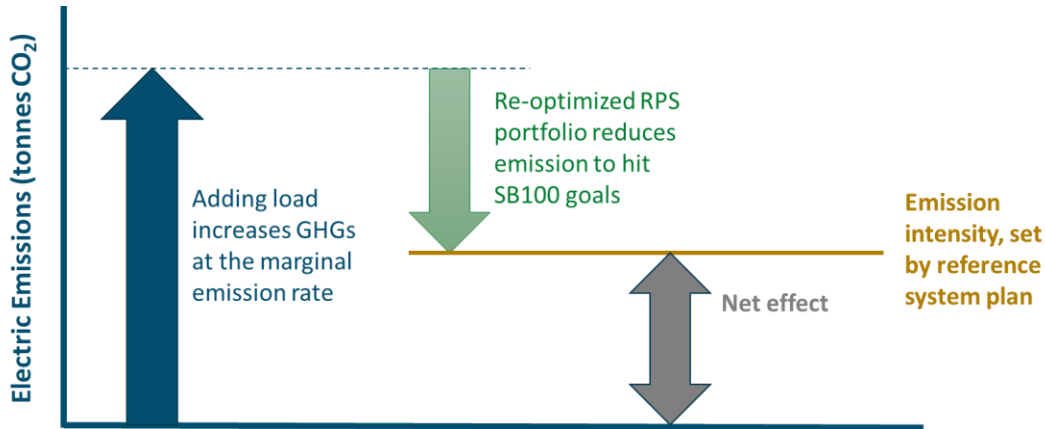 Electric Emissions (tonnes CO₂)
Adding load
increases GHGs
at the marginal
emission rate
Re-optimized RPS
portfolio reduces
emission to hit
SB100 goals
Net effect
Emission
intensity, set
by reference
system plan